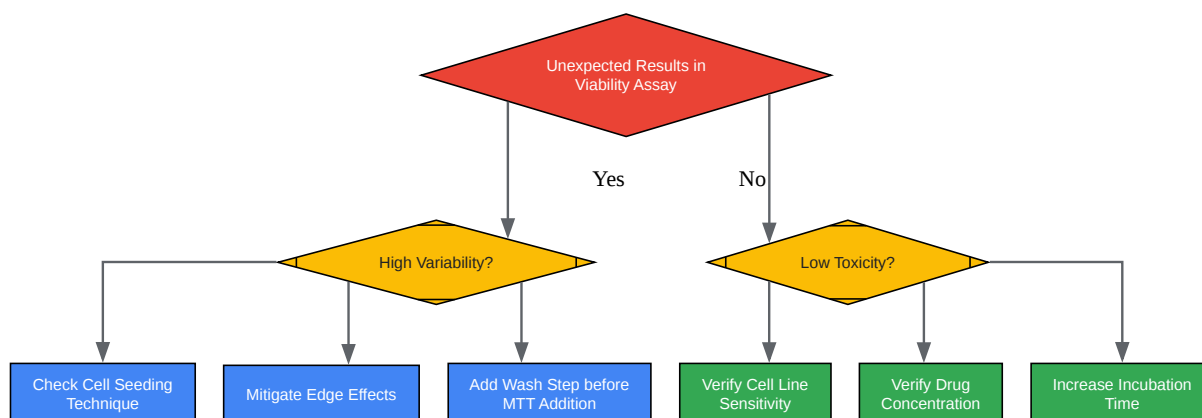 Unexpected Results in
Viability Assay
Yes
No
High Variability?
Low Toxicity?
Check Cell Seeding
Technique
Mitigate Edge Effects
Add Wash Step before
MTT Addition
Verify Cell Line
Sensitivity
Verify Drug
Concentration
Increase Incubation
Time